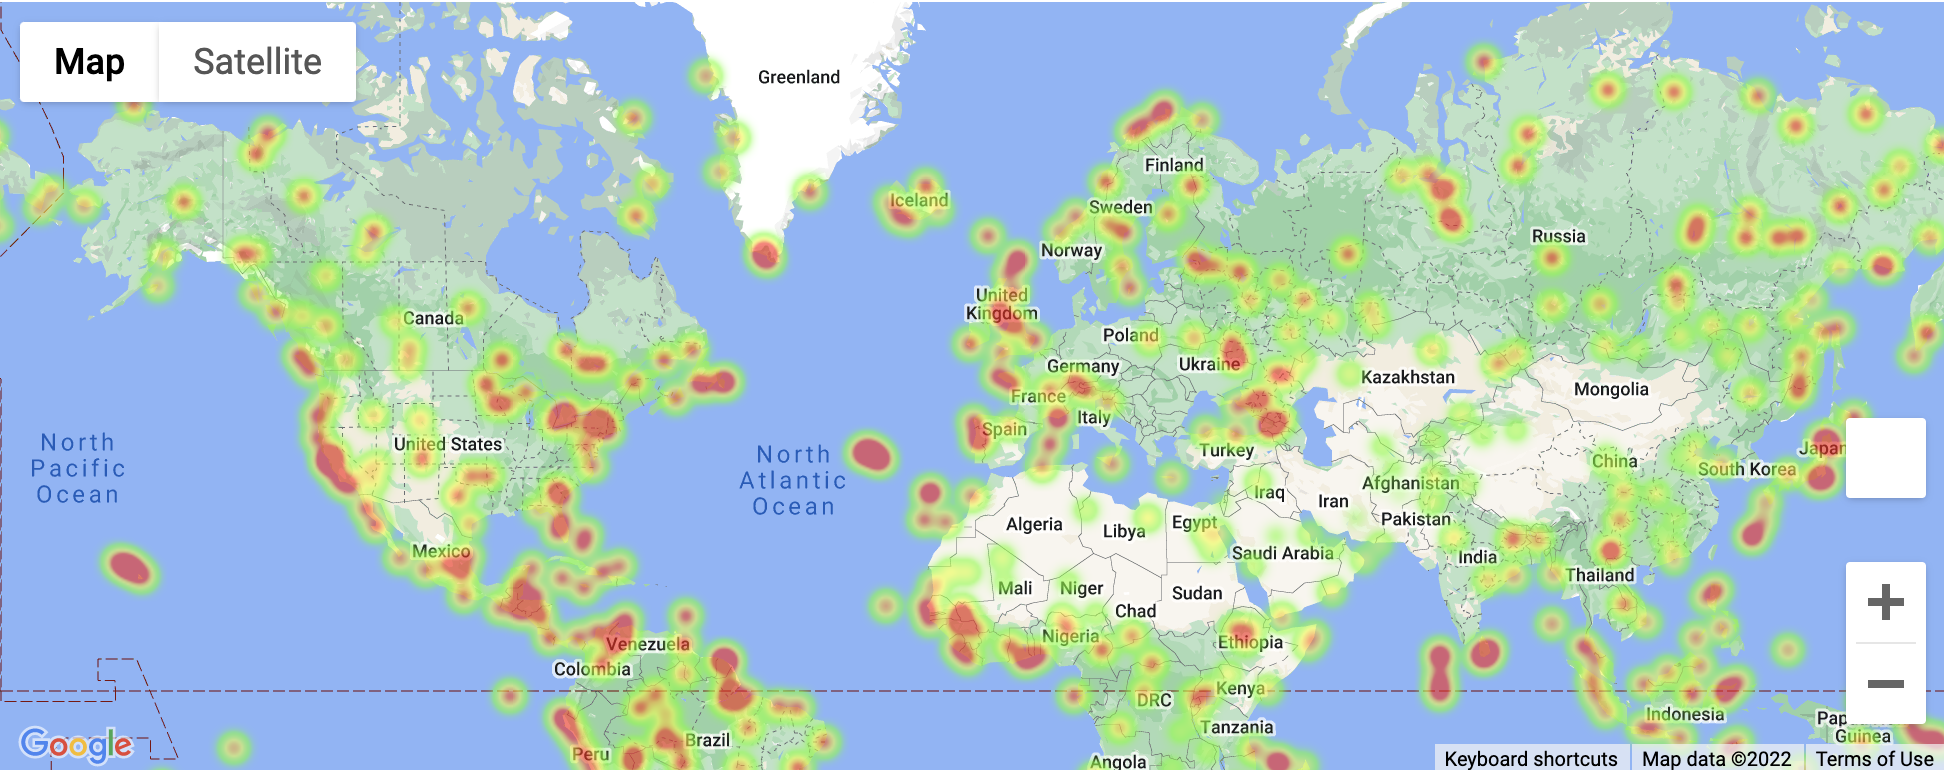 Map
Satellite
Greenland
Finland
Iceland
Sweden
Norway
Russia
United
Kingdom
Canada
Poland
Ukraine
Germany
Kazakhstan
Mongolia
France
Italy
Spain
North
Pacific
Ocean
United States
North
Atlantic
Ocean
Turkey
China
South Korea
Japan
Iraq
Iran
Afghanistan
Pakistan
Algeria
Libya
Egypt
Saudi Arabia
India
Thailand
Mexico
Mali
Niger
Sudan
Chad
Nigeria
Ethiopia
Venezuela
Colombia
DRC
Kenya
Tanzania
Indonesia
Pap
Guinea
Brazil
Peru
Angola
Google
Keyboard shortcuts
Map data ©2022
Terms of Use